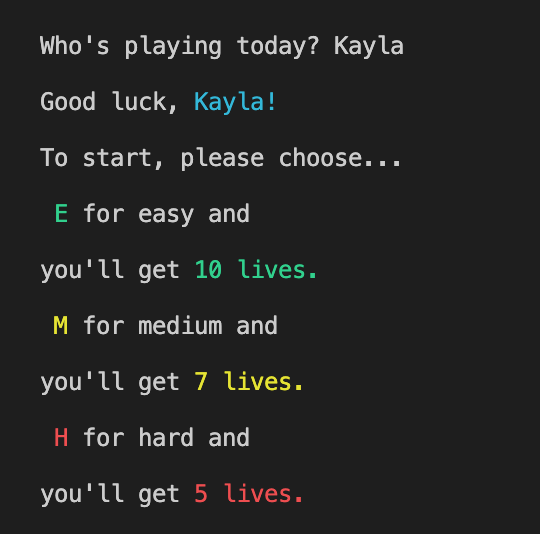 Who's playing today? Kayla
Good luck, Kayla!
To start, please choose...
E for easy and
you'll get 10 lives.
M for medium and
you'll get 7 lives.
H for hard and
you'll get 5 lives.